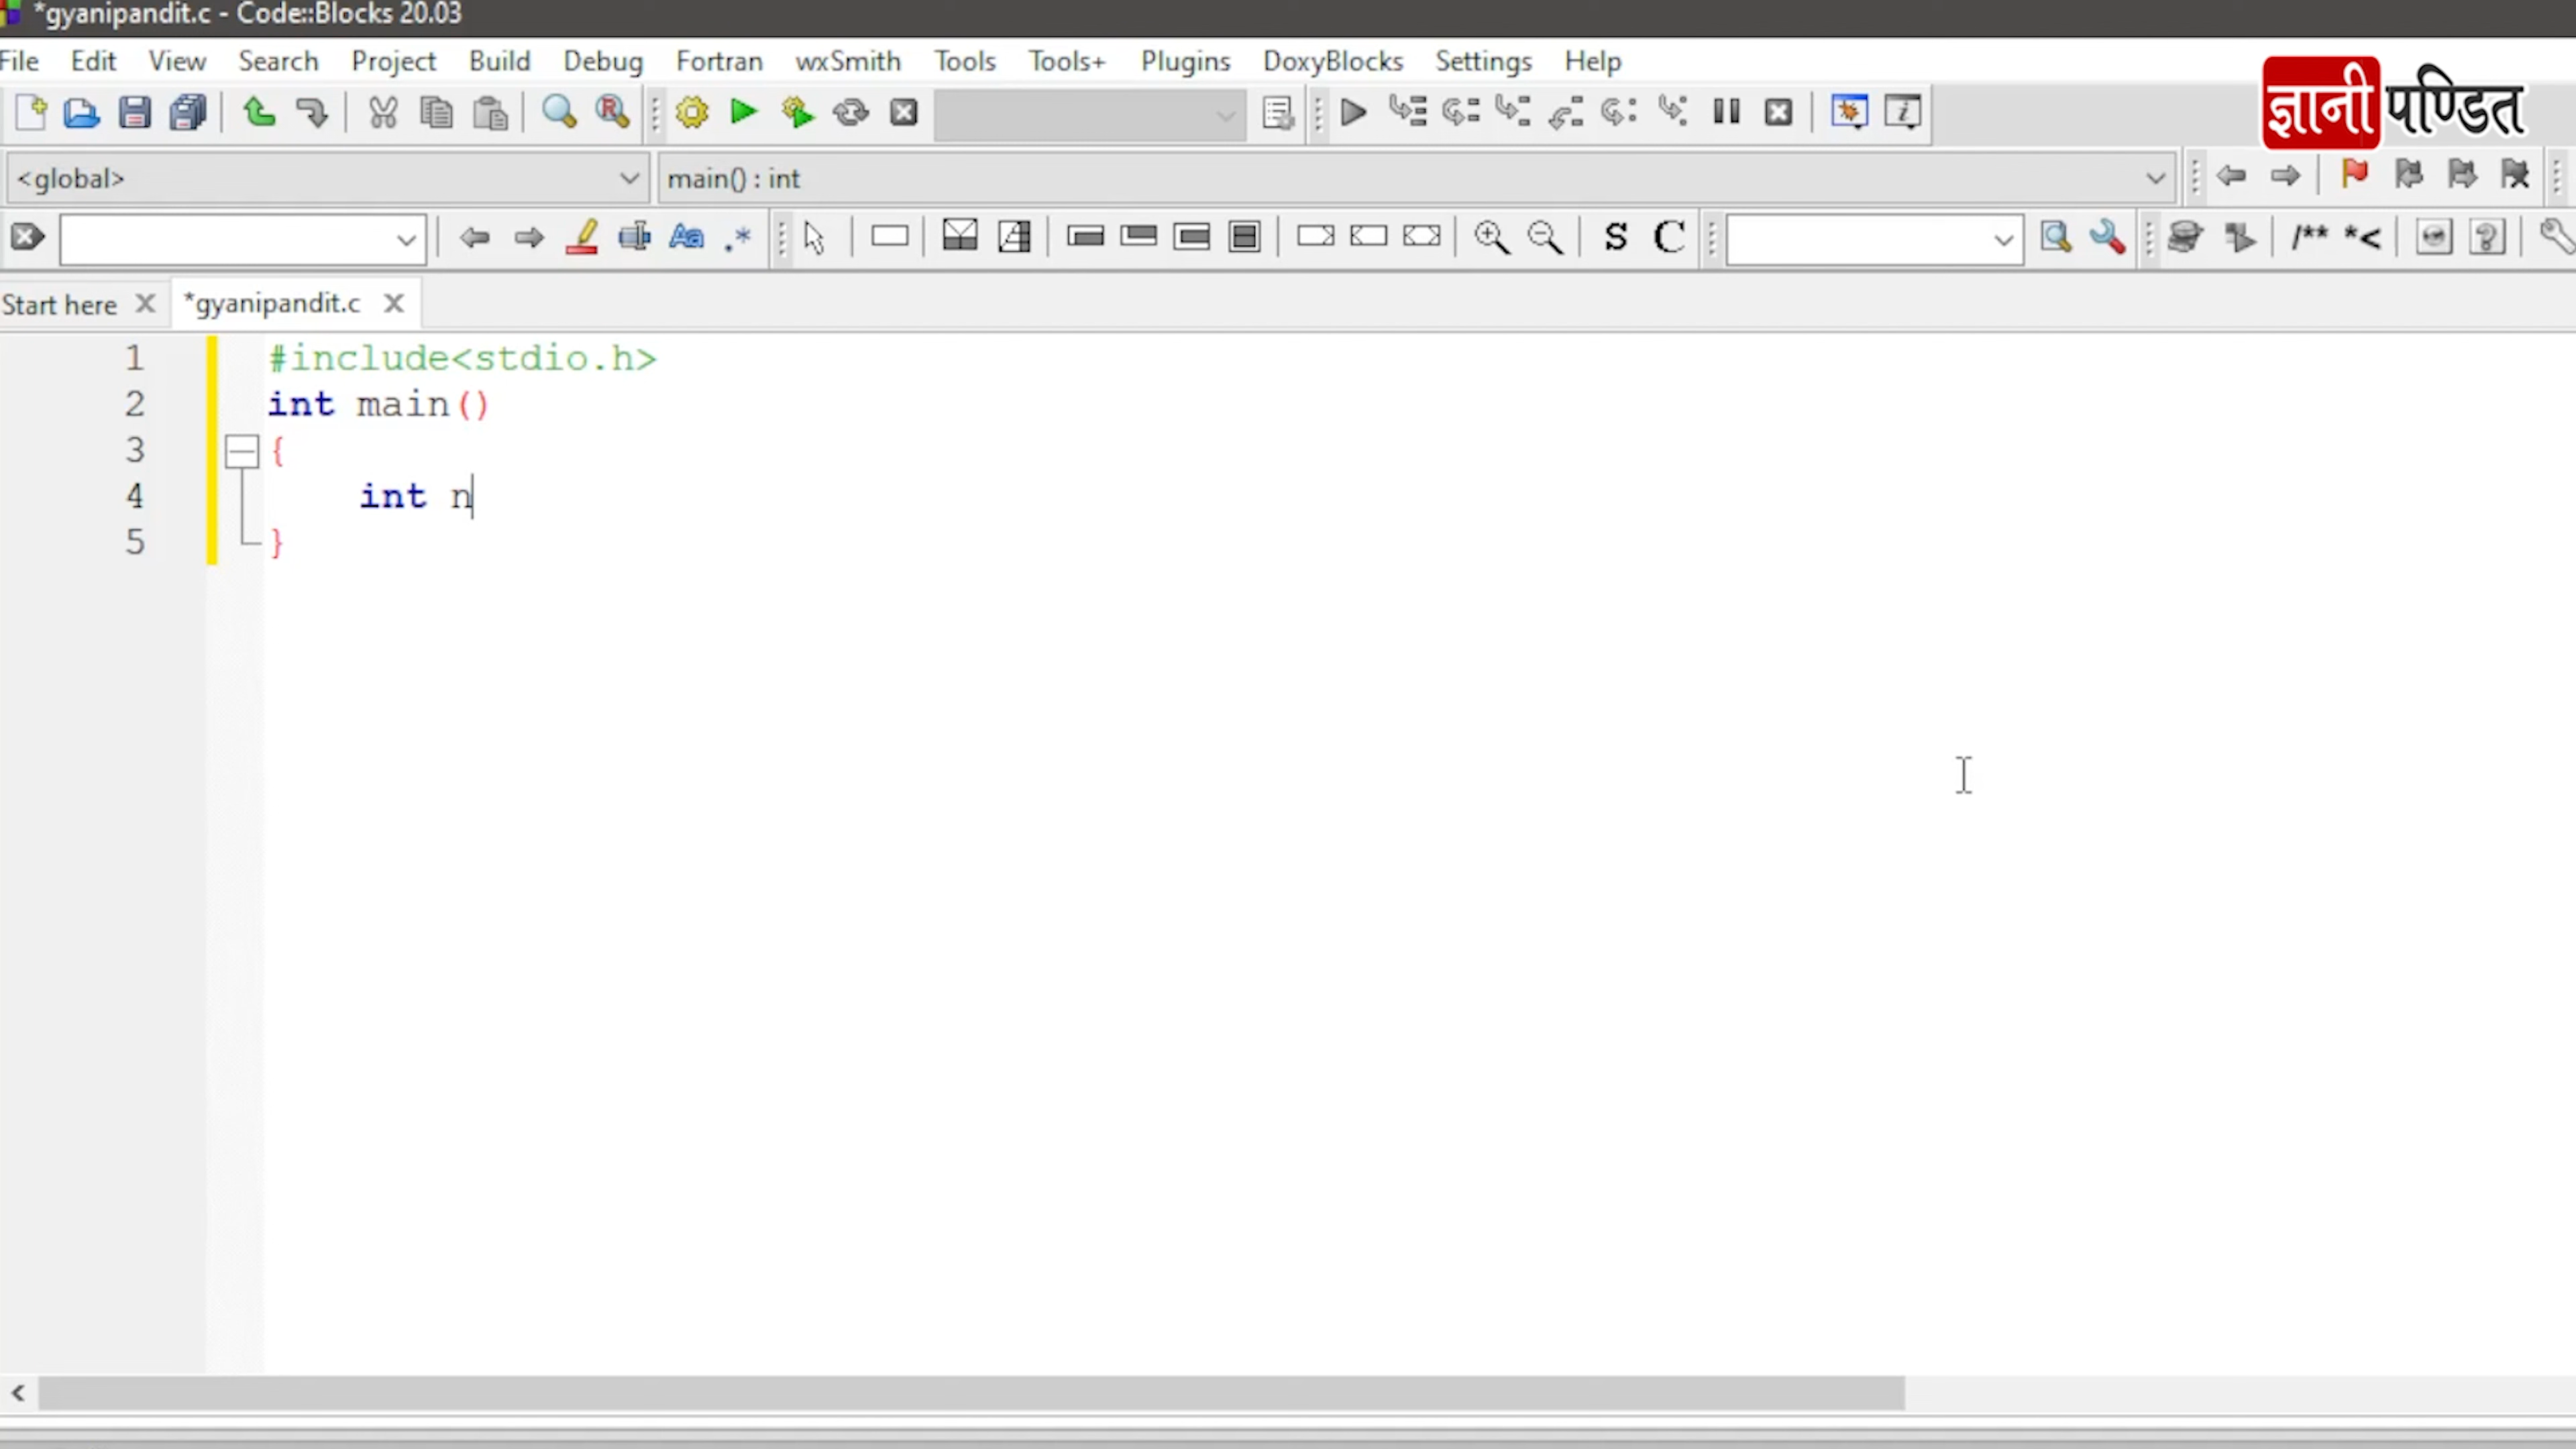 *gyanipandit.c - Code::Blocks 20.03
File Edit View Search Project Build Debug Fortran wxSmith Tools Tools+ Plugins DoxyBlocks Settings Help
ज्ञानी पण्डित
<global> main() : int
S C /** *<
Start here *gyanipandit.c
1 #include<stdio.h>
2 int main()
3 {
4 int n
5 }